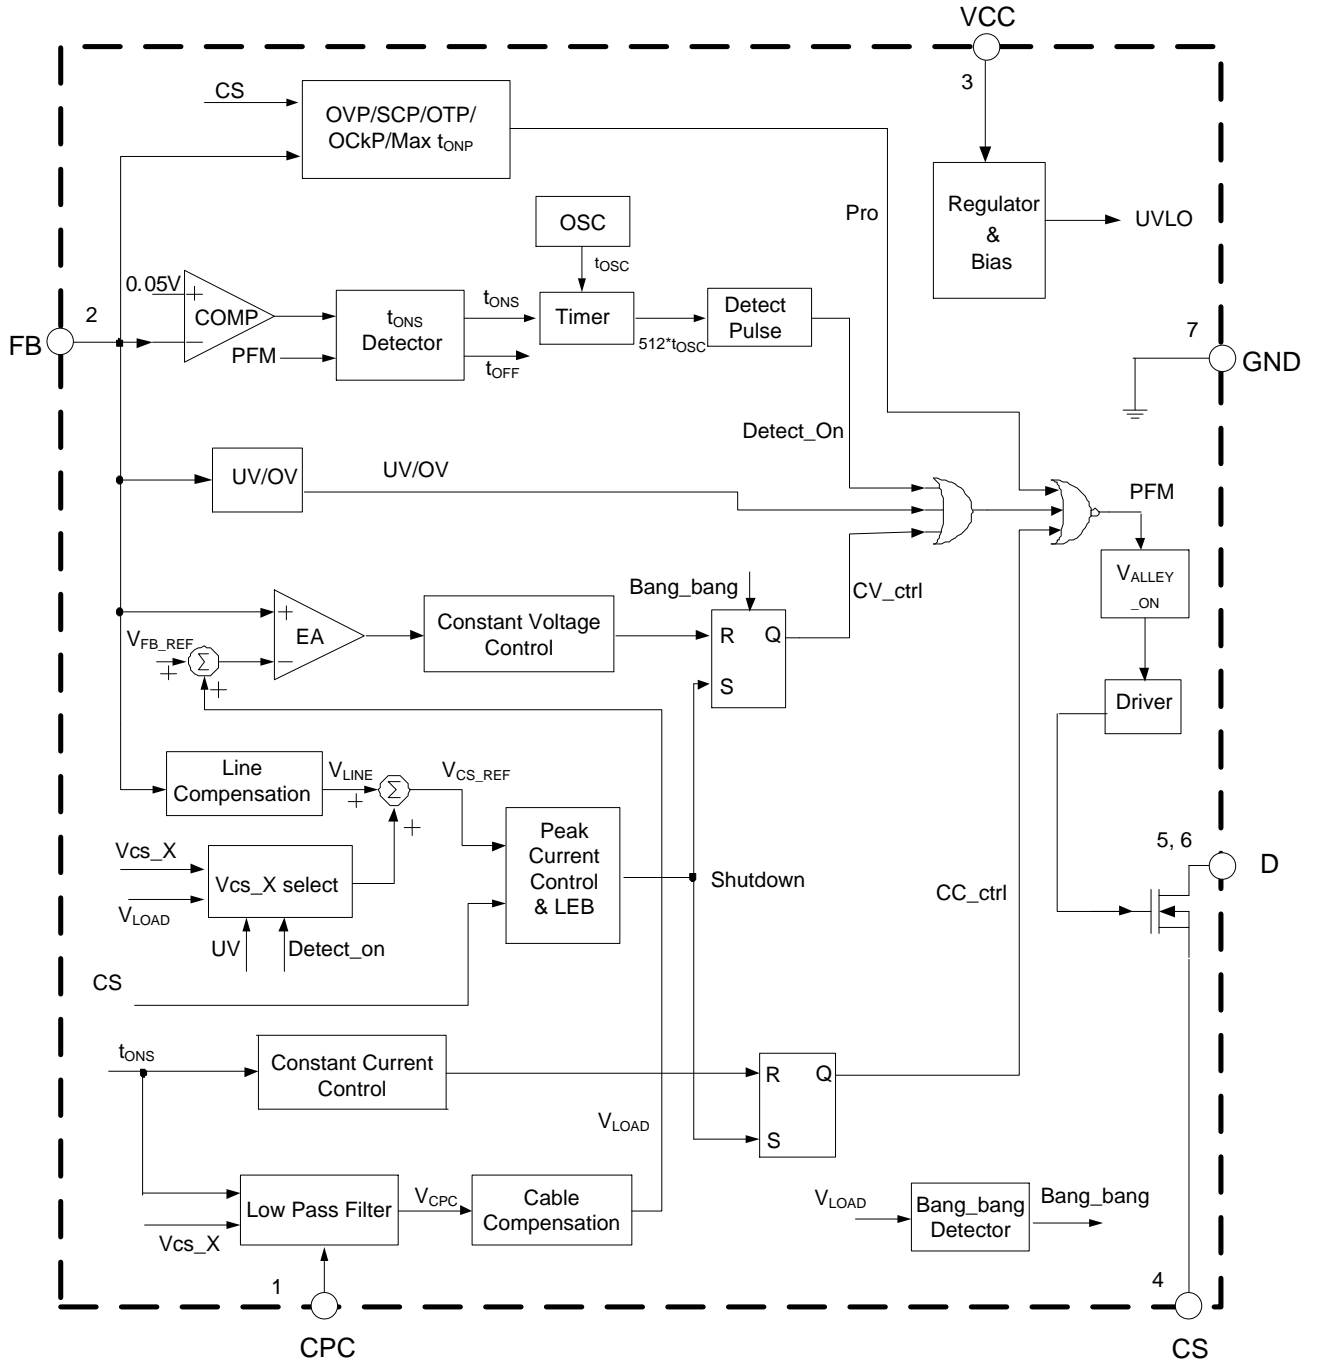 VCC
3
CS
OVP/SCP/OTP/
OCkP/Max tONP
Pro
Regulator
&
Bias
UVLO
OSC
tOSC
0.05V
+
COMP
−
tONS
Detector
PFM
tONS
tOFF
Timer
512*tOSC
Detect
Pulse
2
FB
7
GND
Detect_On
UV/OV
UV/OV
PFM
VALLEY
_ON
Bang_bang
CV_ctrl
+
EA
−
Constant Voltage
Control
R
Q
S
VFB_REF
+
Σ
+
Driver
Line
Compensation
VLINE
+
Σ
+
VCS_REF
Peak
Current
Control
& LEB
Vcs_X
Vcs_X select
VLOAD
UV
Detect_on
Shutdown
CC_ctrl
5, 6
D
CS
tONS
Constant Current
Control
R
Q
S
VLOAD
Low Pass Filter
VCPC
Cable
Compensation
Vcs_X
VLOAD
Bang_bang
Detector
Bang_bang
1
CPC
4
CS